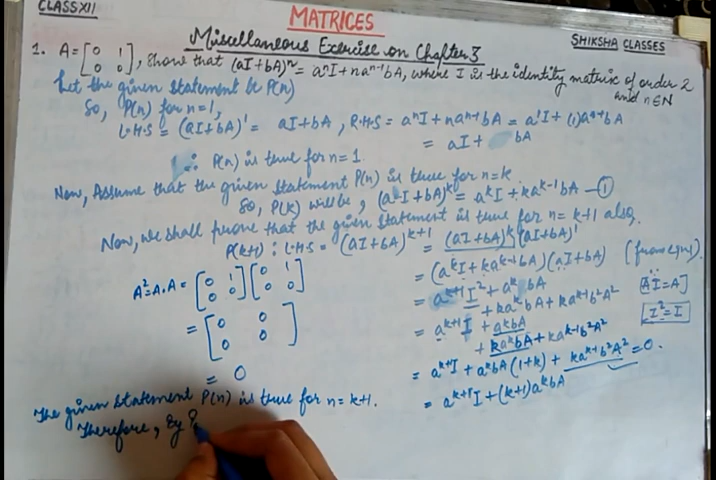 CLASS XII
MATRICES
Miscellaneous Exercise on Chapter 3
SHIKSHA CLASSES
1. A = [0 1 0 0], Show that (aI+bA)ⁿ = aⁿI + naⁿ⁻¹bA, where I is the identity matrix of order 2
and n∈N
Let the given statement be P(n)
So, P(n) for n=1,
L.H.S = (aI+bA)¹ = aI+bA, R.H.S = aⁿI + naⁿ⁻¹bA = a¹I + (1)a¹⁻¹bA
= aI + bA
∴ P(n) is true for n=1.
Now, Assume that the given statement P(n) is true for n=k
So, P(k) will be, (aI+bA)ᵏ = aᵏI + kaᵏ⁻¹bA —①
Now, we shall prove that the given statement is true for n=k+1 also,
P(k+1): L.H.S = (aI+bA)ᵏ⁺¹ = (aI+bA)ᵏ(aI+bA)¹
= (aᵏI+kaᵏ⁻¹bA)(aI+bA) (from eq 1).
= aᵏ⁺¹I² + aᵏ bA
+ kaᵏbA + kaᵏ⁻¹b²A² [AI=A]
= aᵏ⁺¹I + aᵏbA [I²=I]
+ kaᵏbA + kaᵏ⁻¹b²A²
= aᵏ⁺¹I + aᵏbA(1+k) + kaᵏ⁻¹b²A² = 0.
= aᵏ⁺¹I + (k+1)aᵏbA
A² = A.A = [0 1 0 0] [0 1 0 0]
= [0 0 0 0]
= 0
The given statement P(n) is true for n=k+1.
Therefore, By